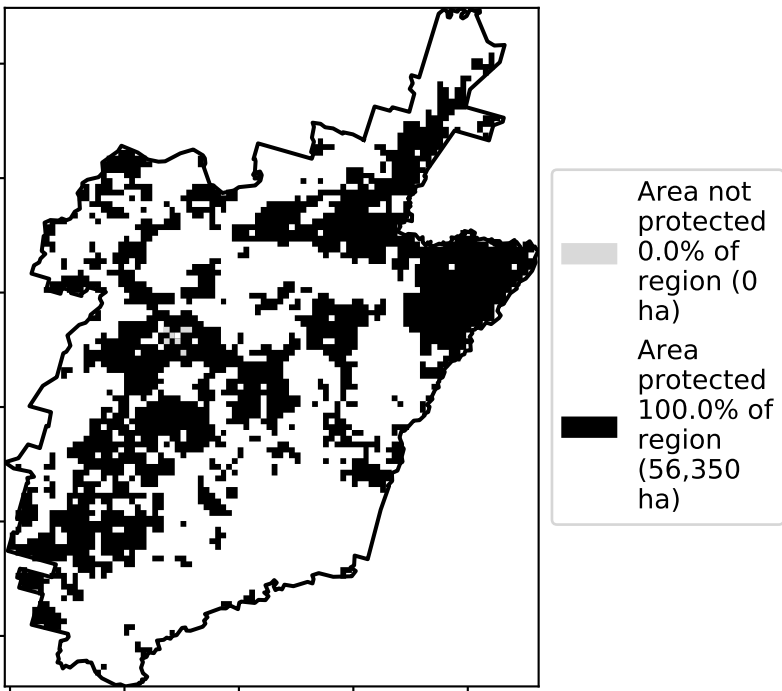 Area not
protected
0.0% of
region (0
ha)
Area
protected
100.0% of
region
(56,350
ha)